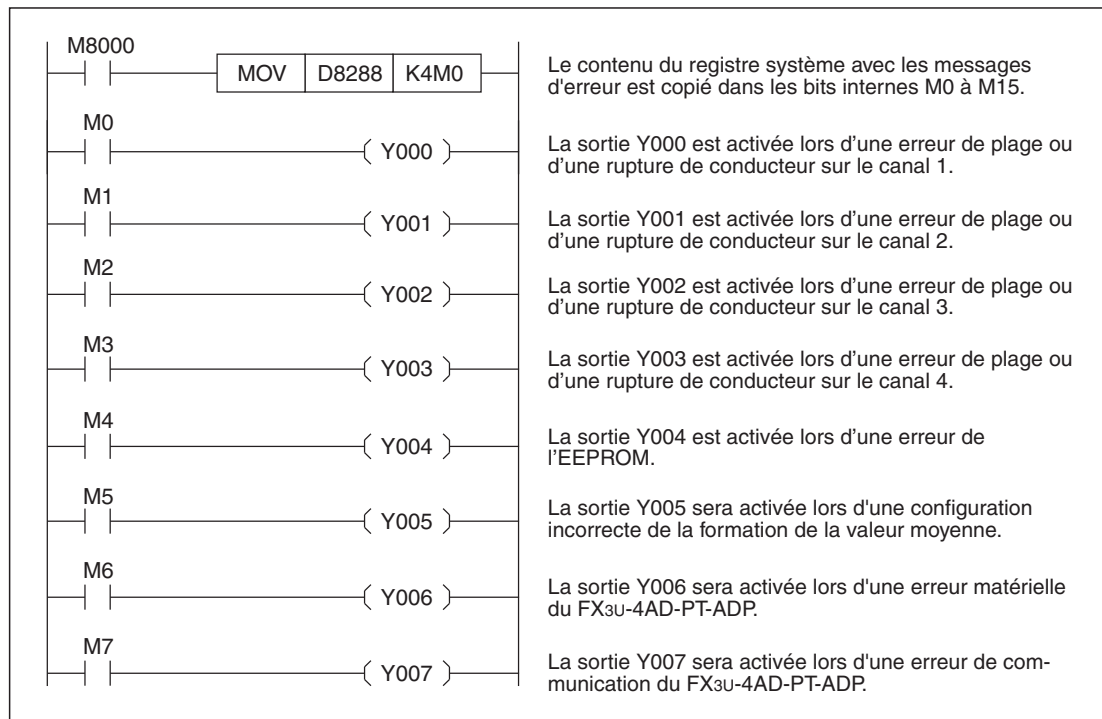 M8000
MOV D8288 K4M0
Le contenu du registre système avec les messages
d'erreur est copié dans les bits internes M0 à M15.
M0
Y000
La sortie Y000 est activée lors d’une erreur de plage ou
d’une rupture de conducteur sur le canal 1.
M1
Y001
La sortie Y001 est activée lors d’une erreur de plage ou
d’une rupture de conducteur sur le canal 2.
M2
Y002
La sortie Y002 est activée lors d’une erreur de plage ou
d’une rupture de conducteur sur le canal 3.
M3
Y003
La sortie Y003 est activée lors d’une erreur de plage ou
d’une rupture de conducteur sur le canal 4.
M4
Y004
La sortie Y004 est activée lors d’une erreur de
l’EEPROM.
M5
Y005
La sortie Y005 sera activée lors d'une configuration
incorrecte de la formation de la valeur moyenne.
M6
Y006
La sortie Y006 sera activée lors d'une erreur matérielle
du FX3U-4AD-PT-ADP.
M7
Y007
La sortie Y007 sera activée lors d'une erreur de com-
munication du FX3U-4AD-PT-ADP.